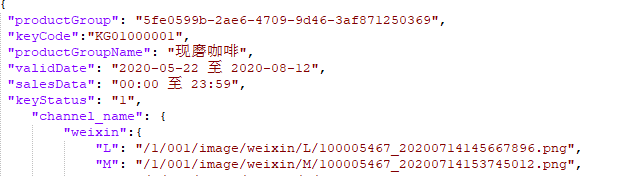 {
"productGroup": "5fe0599b-2ae6-4709-9d46-3af871250369",
"keyCode":"KG01000001",
"productGroupName": "现磨咖啡",
"validDate": "2020-05-22 至 2020-08-12",
"salesData": "00:00 至 23:59",
"keyStatus": "1",
"channel_name": {
"weixin":{
"L": "/1/001/image/weixin/L/100005467_20200714145667896.png",
"M": "/1/001/image/weixin/M/100005467_20200714153745012.png",